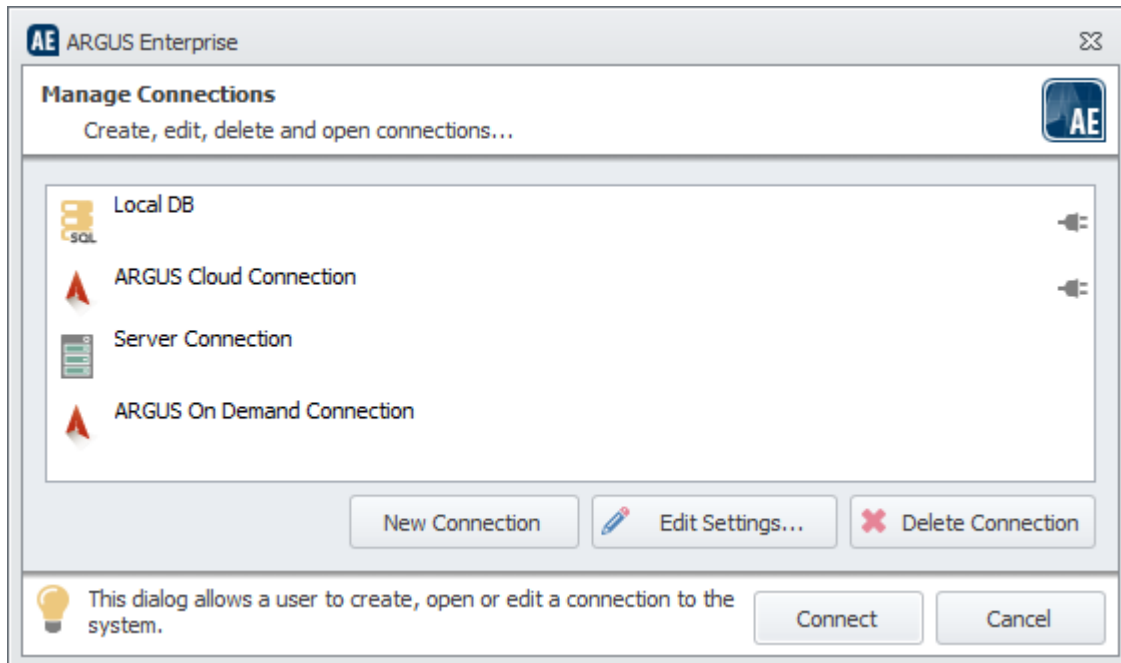 AE ARGUS Enterprise
Manage Connections
Create, edit, delete and open connections...
AE
SQL Local DB
ARGUS Cloud Connection
Server Connection
ARGUS On Demand Connection
New Connection Edit Settings... Delete Connection
This dialog allows a user to create, open or edit a connection to the
system.
Connect Cancel